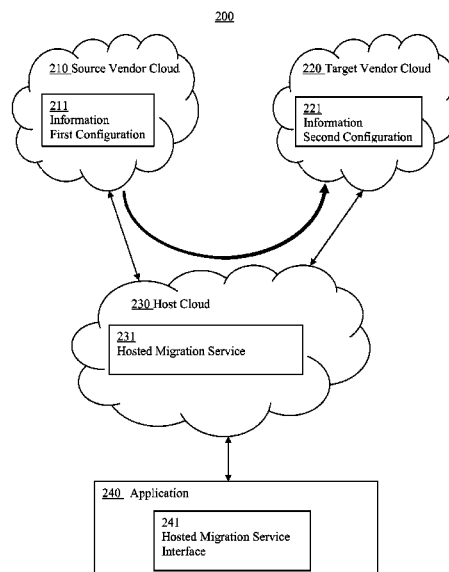 200
210 Source Vendor Cloud
211
Information
First Configuration
220 Target Vendor Cloud
221
Information
Second Configuration
230 Host Cloud
231
Hosted Migration Service
240 Application
241
Hosted Migration Service
Interface